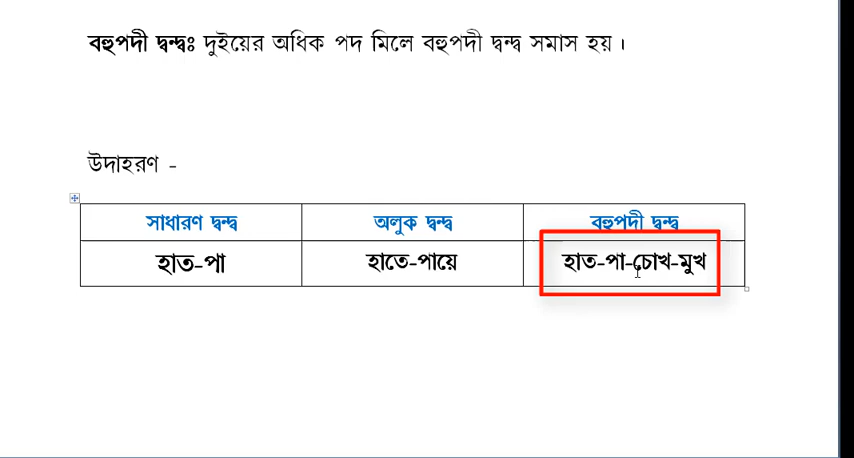 বহুপদী দ্বন্দ্বঃ দুইয়ের অধিক পদ মিলে বহুপদী দ্বন্দ্ব সমাস হয় ।
উদাহরণ -
সাধারণ দ্বন্দ্ব অলুক দ্বন্দ্ব বহুপদী দ্বন্দ্ব
হাত-পা হাতে-পায়ে হাত-পা-চোখ-মুখ